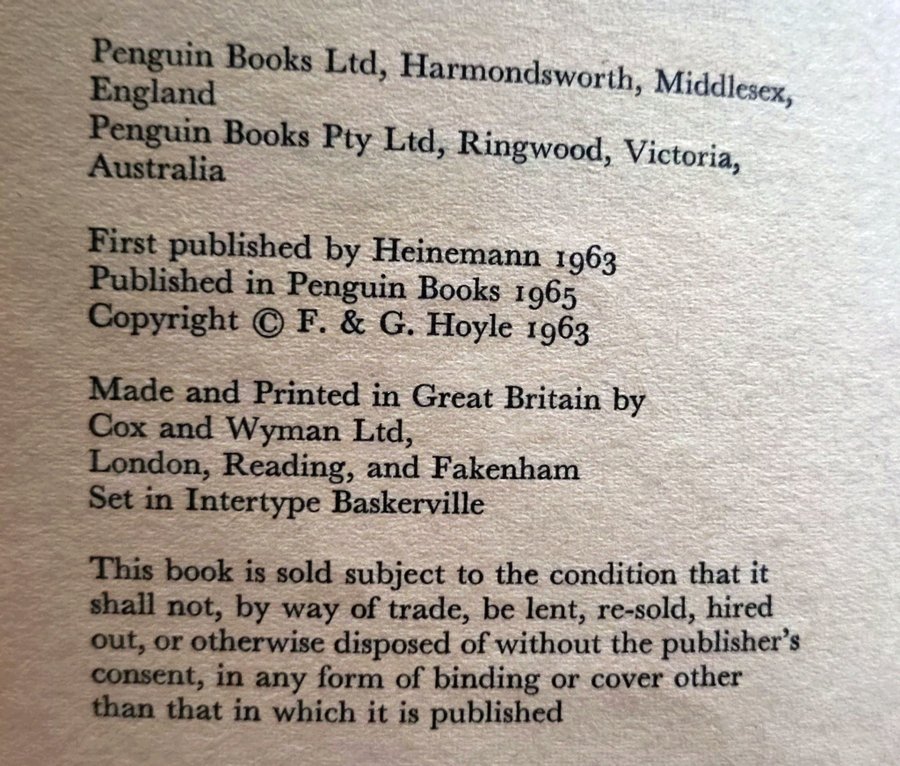 Penguin Books Ltd, Harmondsworth, Middlesex,
England
Penguin Books Pty Ltd, Ringwood, Victoria,
Australia
First published by Heinemann 1963
Published in Penguin Books 1965
Copyright © F. & G. Hoyle 1963
Made and Printed in Great Britain by
Cox and Wyman Ltd,
London, Reading, and Fakenham
Set in Intertype Baskerville
This book is sold subject to the condition that it
shall not, by way of trade, be lent, re-sold, hired
out, or otherwise disposed of without the publisher's
consent, in any form of binding or cover other
than that in which it is published